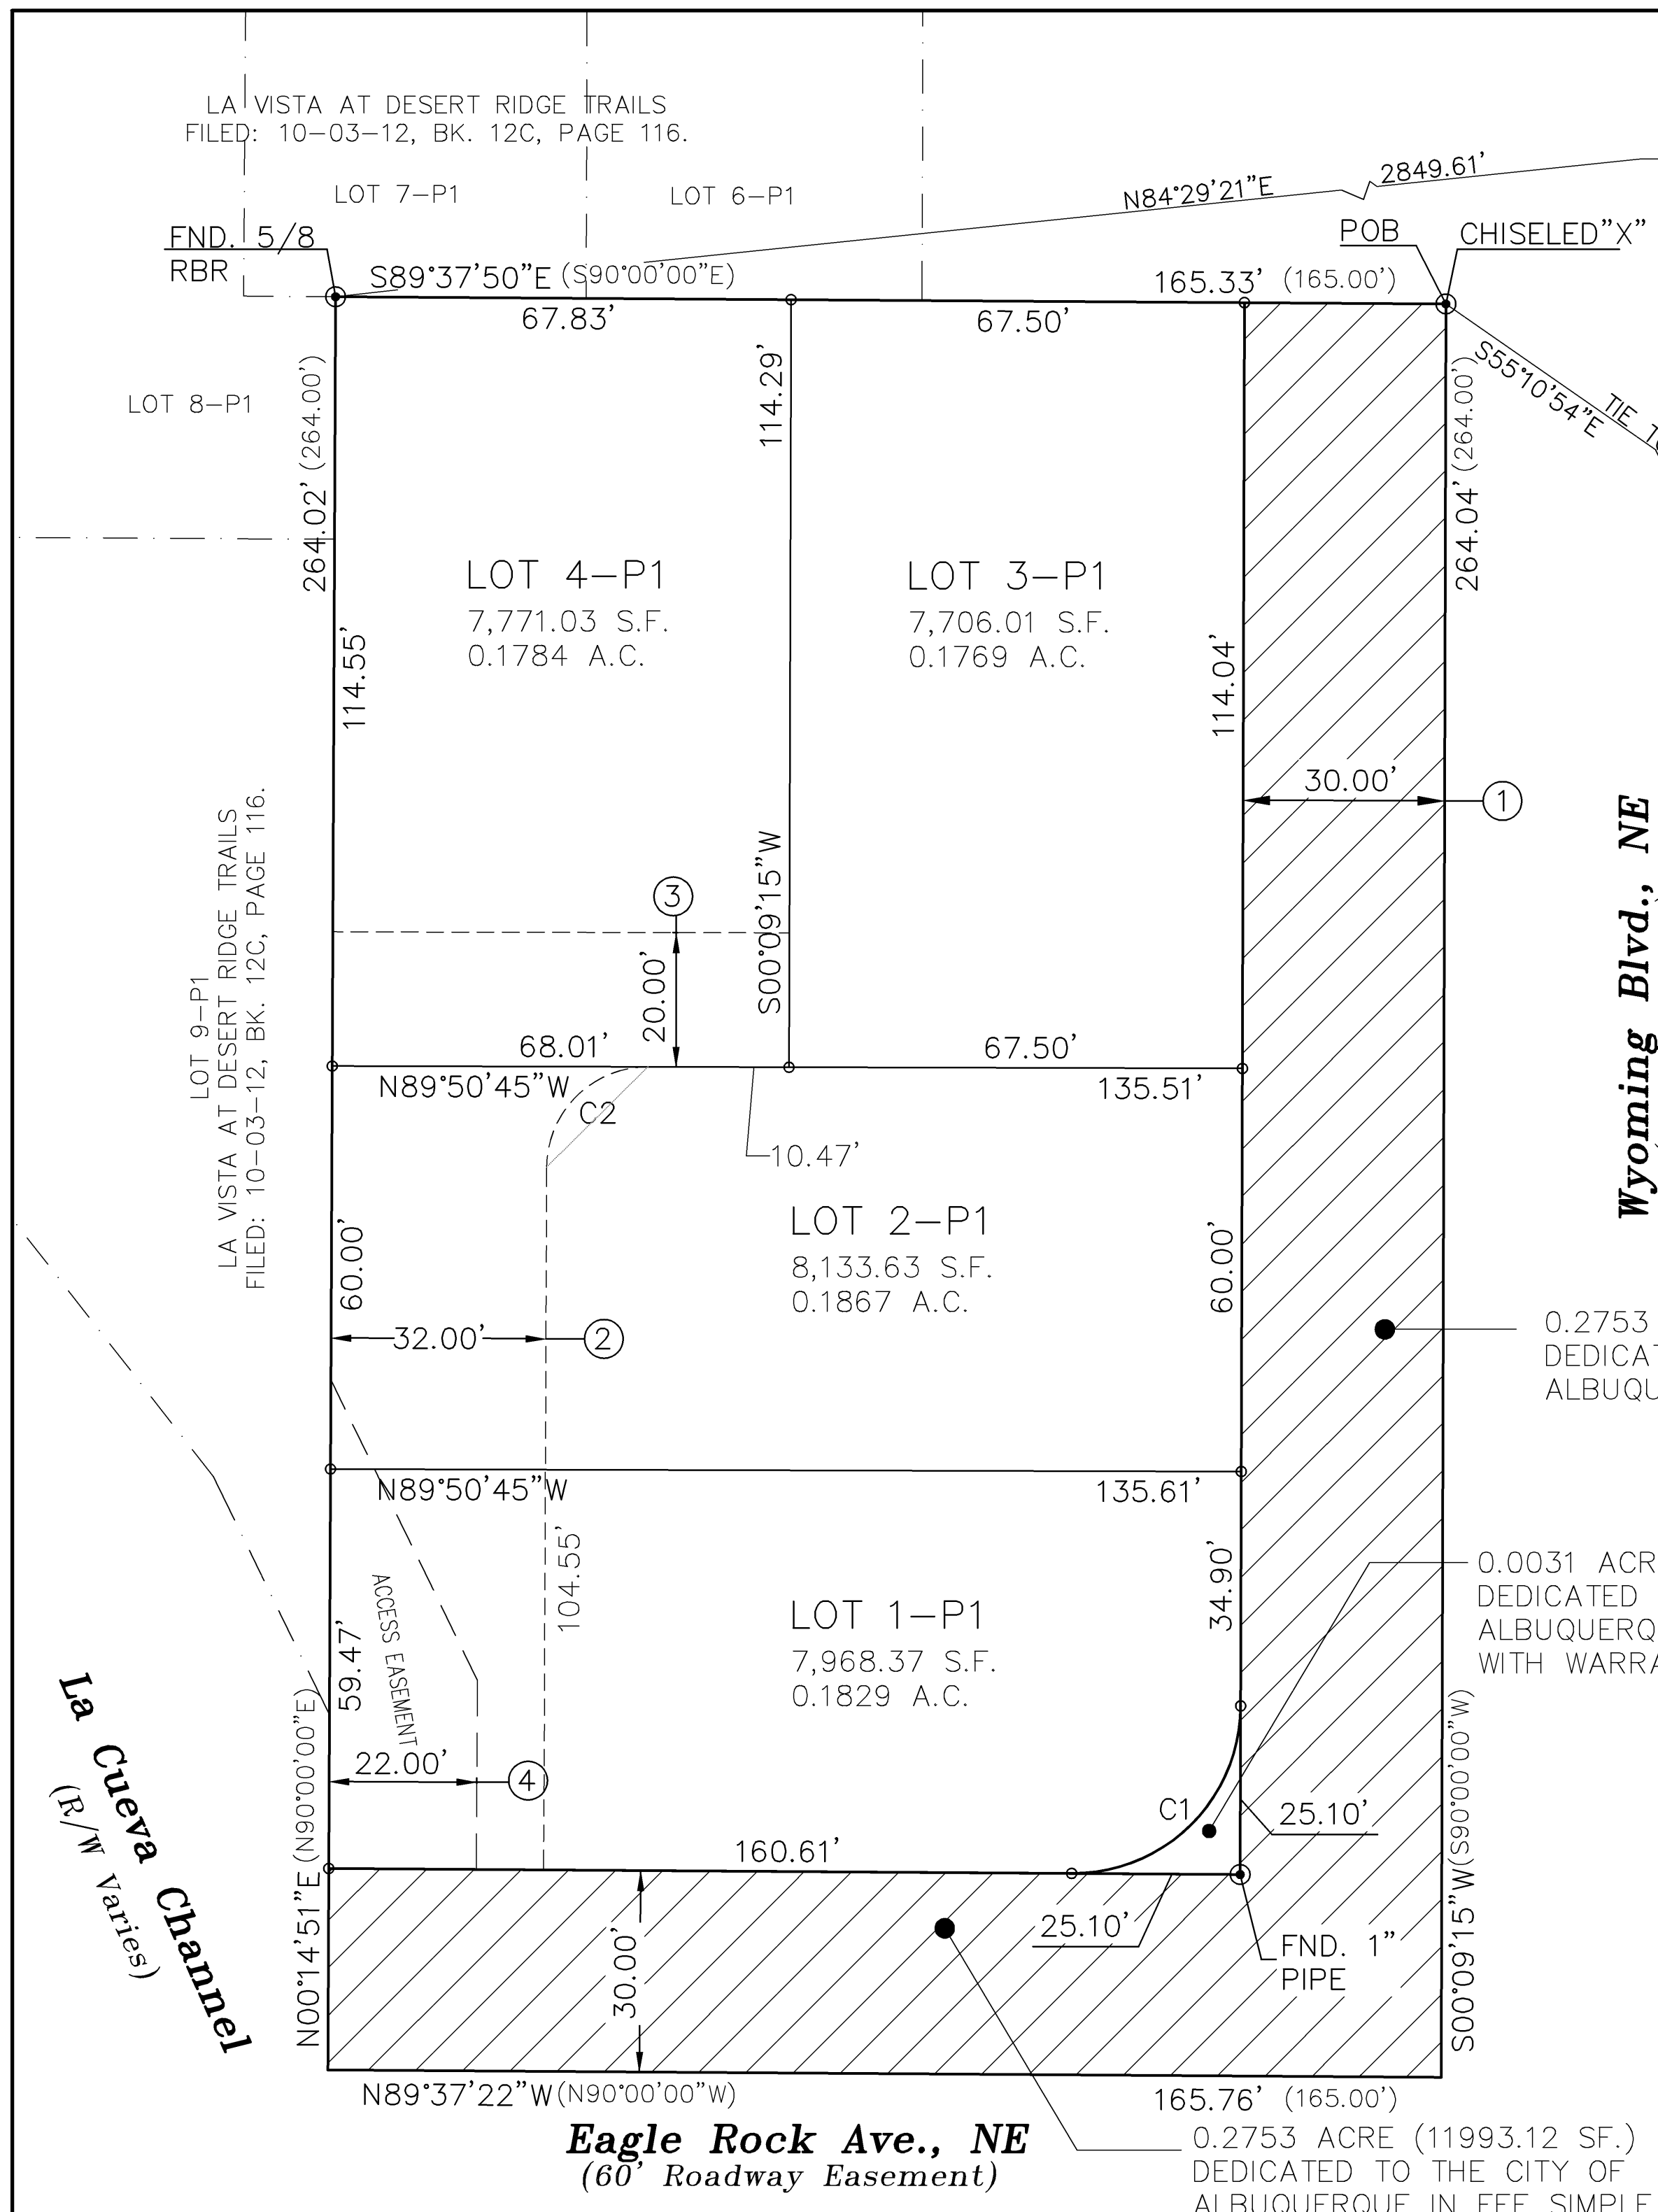 LA VISTA AT DESERT RIDGE TRAILS
FILED: 10-03-12, BK. 12C, PAGE 116.
LOT 7-P1
LOT 6-P1
N84°29'21"E
2849.61'
FND. 5/8
RBR
POB
CHISELED"X"
S89°37'50"E (S90°00'00"E)
165.33' (165.00')
67.83'
67.50'
LOT 8-P1
264.02' (264.00')
114.29'
264.04' (264.00')
S55°10'54"E
TIE
LOT 4-P1
7,771.03 S.F.
0.1784 A.C.
LOT 3-P1
7,706.01 S.F.
0.1769 A.C.
114.55'
114.04'
30.00'
1
Wyoming Blvd., NE
S00°09'15"W
3
20.00'
LOT 9-P1
LA VISTA AT DESERT RIDGE TRAILS
FILED: 10-03-12, BK. 12C, PAGE 116.
68.01'
67.50'
N89°50'45"W
135.51'
C2
10.47'
LOT 2-P1
8,133.63 S.F.
0.1867 A.C.
60.00'
60.00'
32.00'
2
0.2753
DEDICAT
ALBUQU
N89°50'45"W
135.61'
104.55'
34.90'
ACCESS EASEMENT
59.47'
LOT 1-P1
7,968.37 S.F.
0.1829 A.C.
0.0031 ACR
DEDICATED
ALBUQUERQ
WITH WARRA
La Cueva Channel
(R/W Varies)
22.00'
4
C1
25.10'
160.61'
N00°14'51"E (N90°00'00"E)
S00°09'15"W(S90°00'00"W)
30.00'
25.10'
FND. 1"
PIPE
N89°37'22"W(N90°00'00"W)
165.76' (165.00')
Eagle Rock Ave., NE
(60' Roadway Easement)
0.2753 ACRE (11993.12 SF.)
DEDICATED TO THE CITY OF
ALBUQUERQUE IN FEE SIMPLE